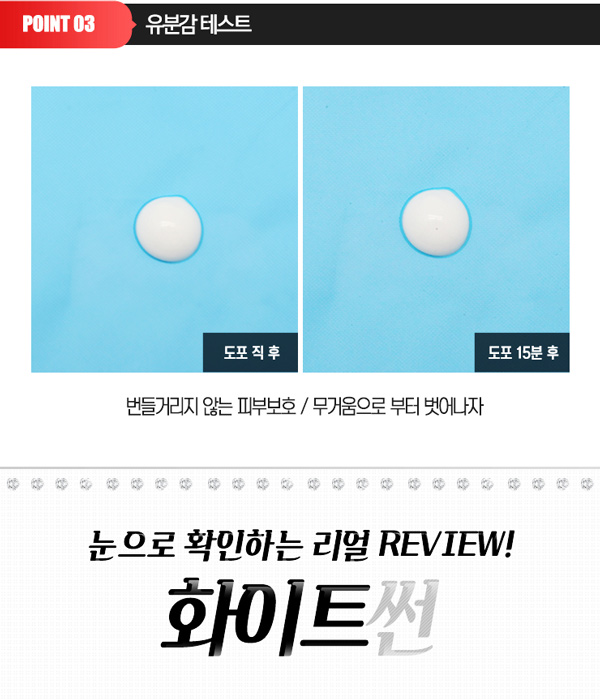 POINT 03
유분감 테스트
도포 직 후
도포 15분 후
번들거리지 않는 피부보호 / 무거움으로 부터 벗어나자
눈으로 확인하는 리얼 REVIEW!
화이트썬